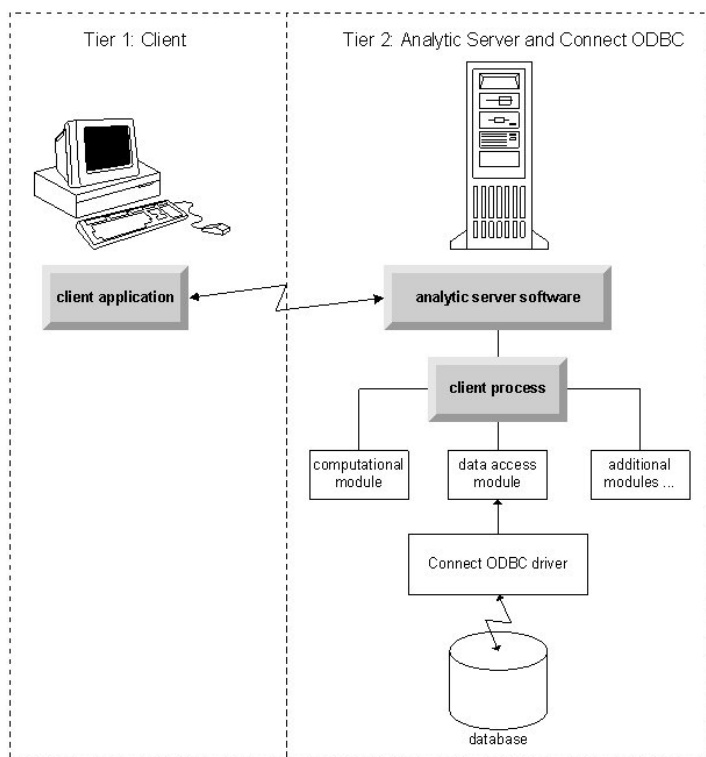 Tier 1: Client
Tier 2: Analytic Server and Connect ODBC
client application
analytic server software
client process
computational
module
data access
module
additional
modules ...
Connect ODBC driver
database